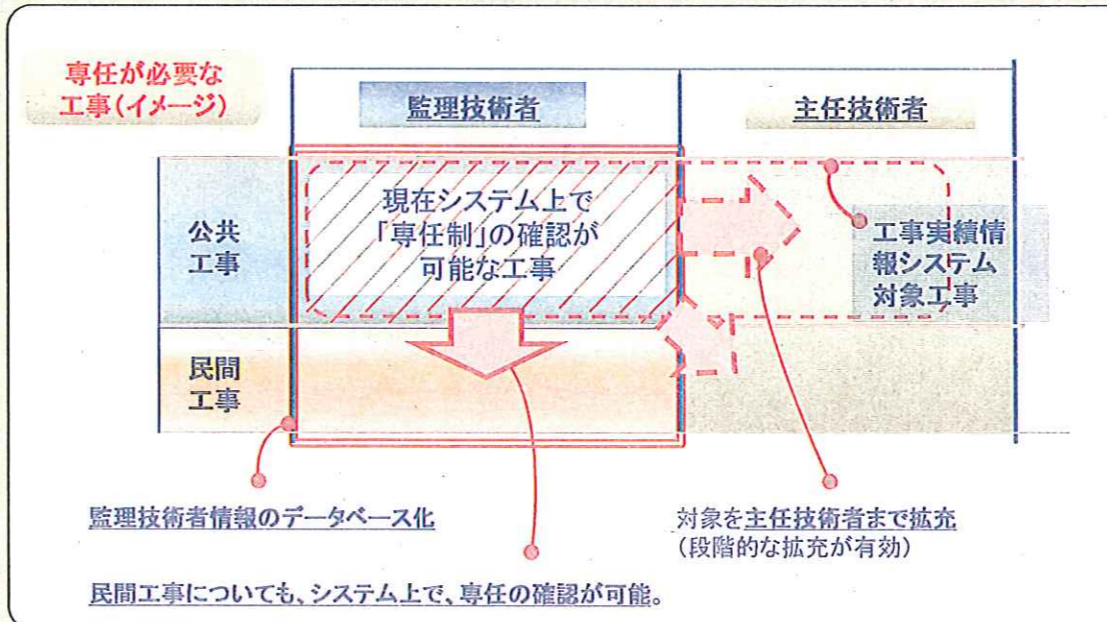 専任が必要な
工事(イメージ)
監理技術者
主任技術者
公共
工事
現在システム上で
「専任制」の確認が
可能な工事
工事実績情
報システム
対象工事
民間
工事
監理技術者情報のデータベース化
対象を主任技術者まで拡充
(段階的な拡充が有効)
民間工事についても、システム上で、専任の確認が可能。